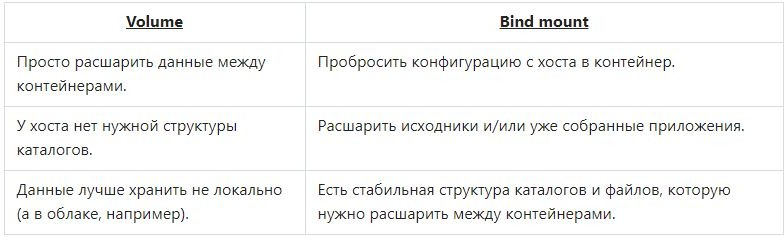 Volume
Bind mount
Просто расшарить данные между
контейнерами.
Пробросить конфигурацию с хоста в контейнер.
У хоста нет нужной структуры
каталогов.
Расшарить исходники и/или уже собранные приложения.
Данные лучше хранить не локально
(а в облаке, например).
Есть стабильная структура каталогов и файлов, которую
нужно расшарить между контейнерами.